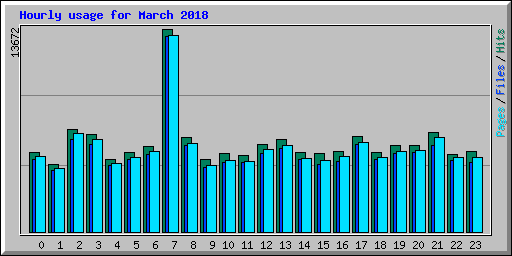 Hourly usage for March 2018
13672
Pages/Files/Hits
0 1 2 3 4 5 6 7 8 9 10 11 12 13 14 15 16 17 18 19 20 21 22 23